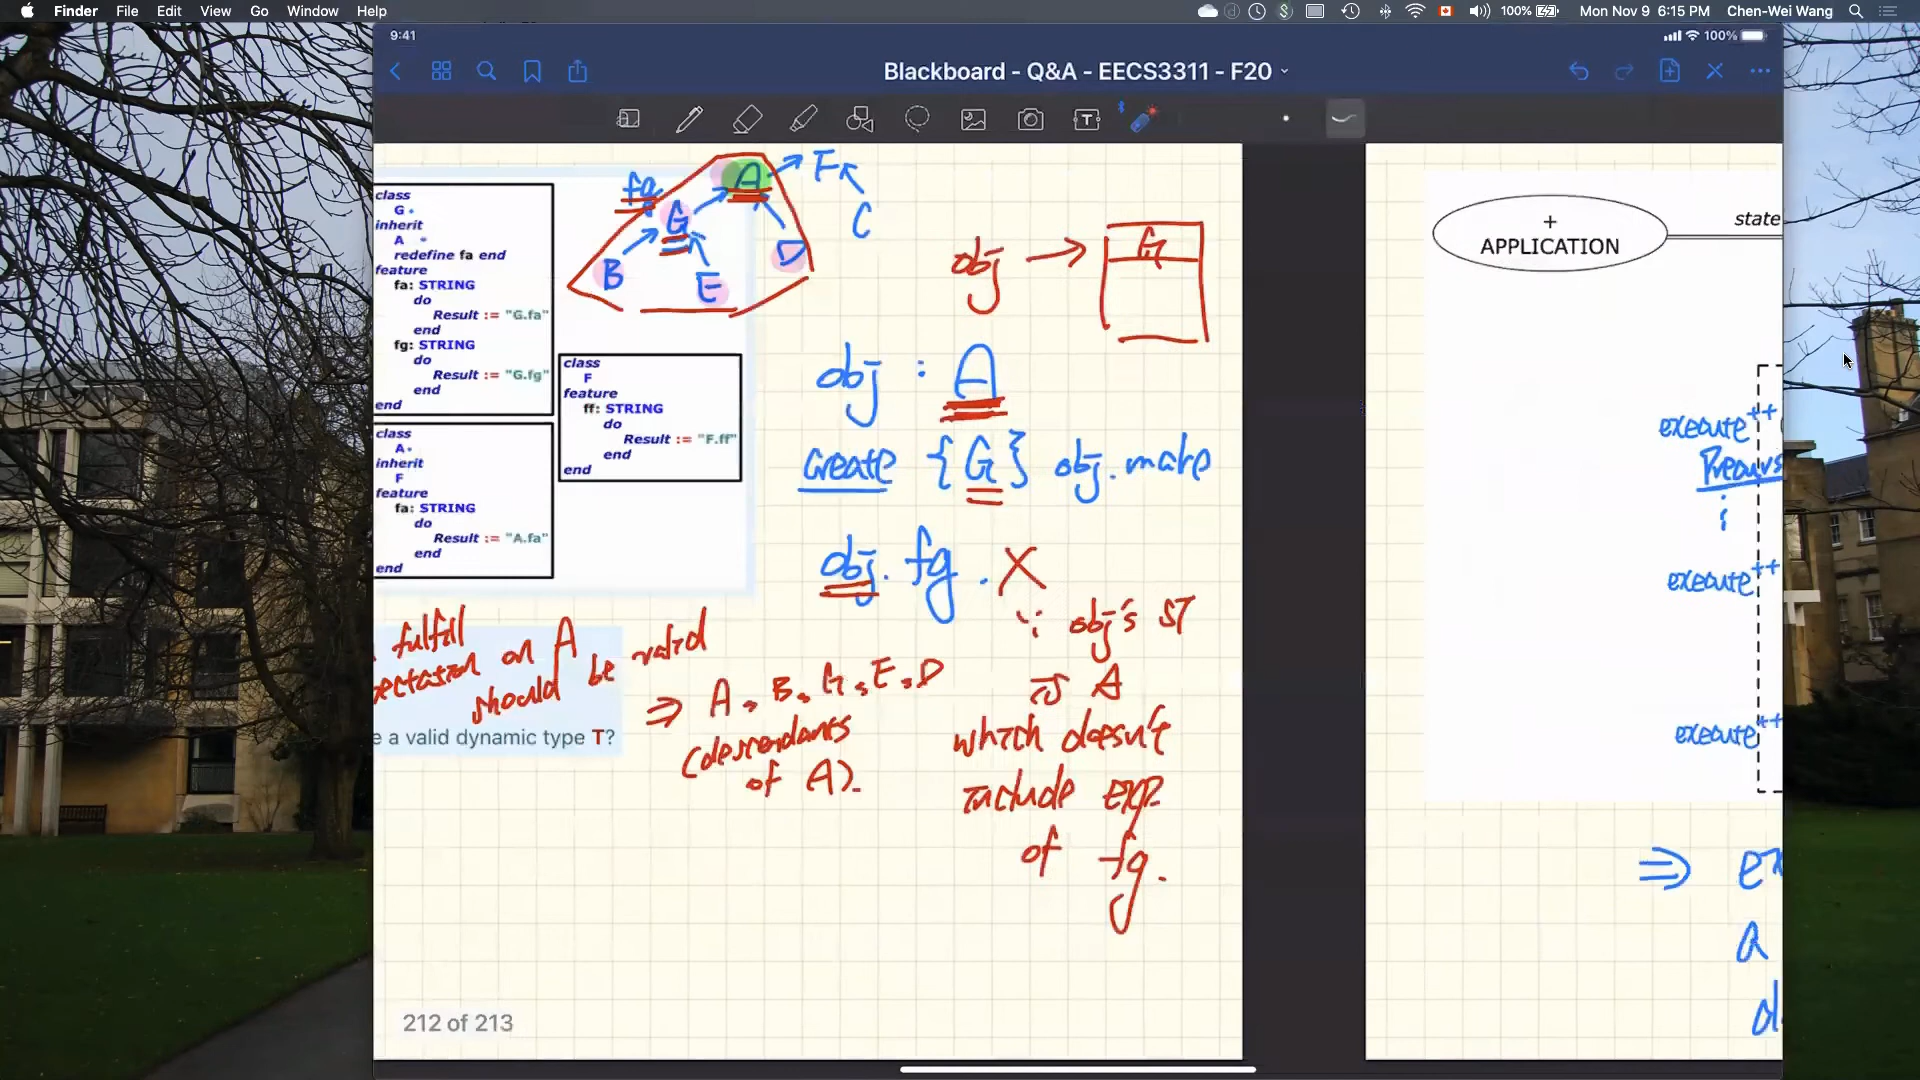 Finder File Edit View Go Window Help
100% Mon Nov 9 6:15 PM Chen-Wei Wang
9:41
100%
Blackboard - Q&A - EECS3311 - F20
class
G
inherit
A
redefine fa end
feature
fa: STRING
do
Result := "G.fa"
end
fg: STRING
do
Result := "G.fg"
end
end
class
A
inherit
F
feature
fa: STRING
do
Result := "A.fa"
end
end
class
F
feature
ff: STRING
do
Result := "F.ff"
end
end
fa
A
F
G
C
B
E
D
obj → G
obj : A
create {G} obj.make
obj. fg. X
∵ obj's ST
is A
which doesn't
include exp.
of fg.
fulfill
on A
should be valid
⇒ A, B, G, E, D
(descendants
of A).
e a valid dynamic type T?
212 of 213
+
APPLICATION
state
execute++
i
execute++
execute++
⇒ ex
a
d